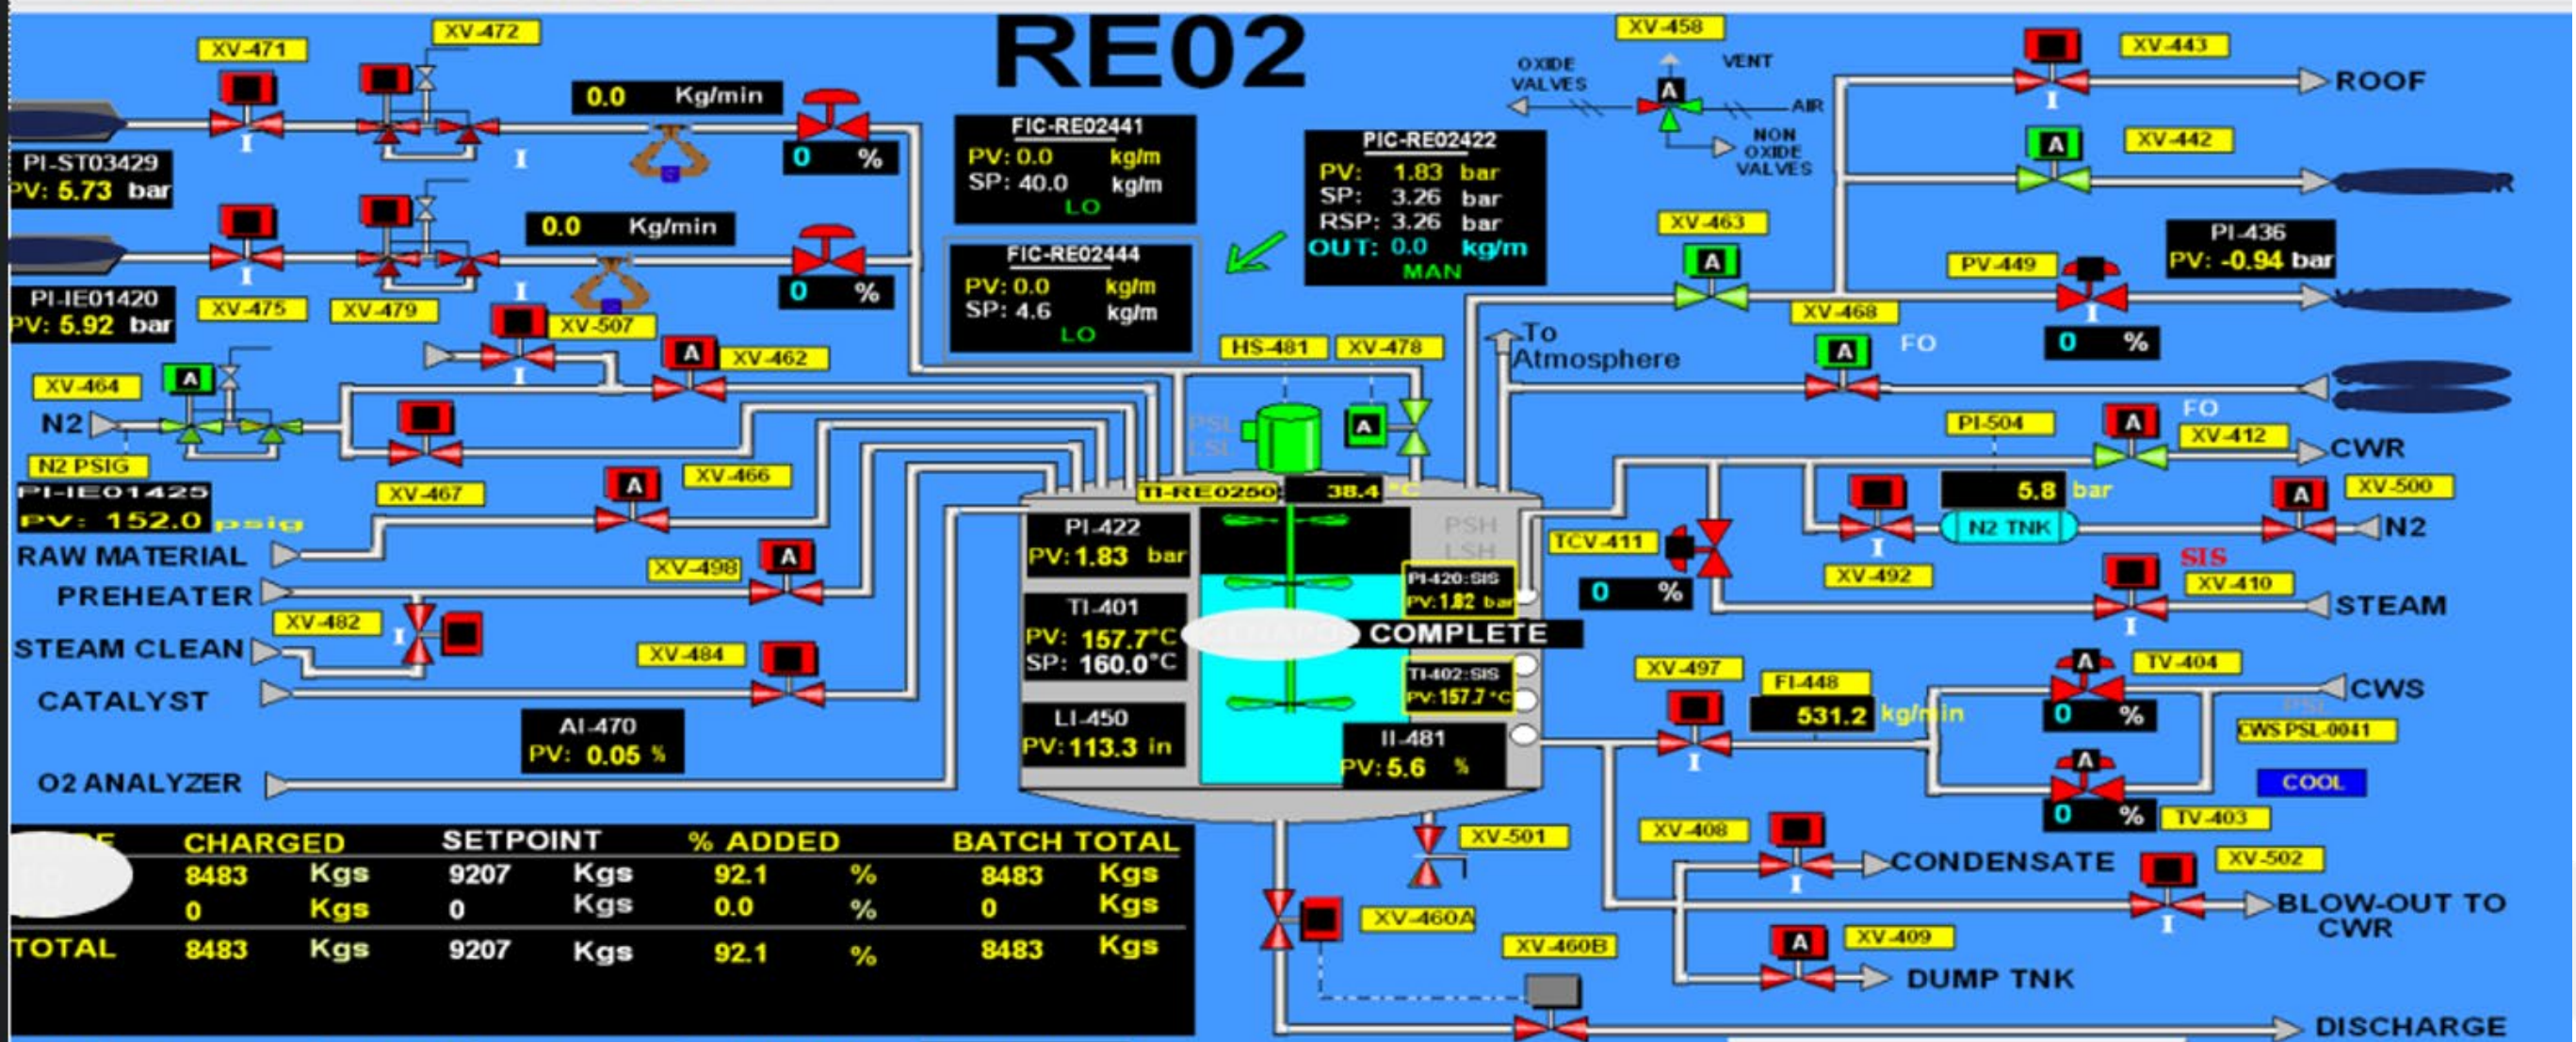 RE02
XV-471
XV-472
0.0 Kg/min
0 %
PI-ST03429
PV: 5.73 bar
0.0 Kg/min
0 %
PI-IE01420
PV: 5.92 bar
XV-475
XV-479
I
I
I
I
I
XV-507
XV-462
FIC-RE02441
PV: 0.0 kg/m
SP: 40.0 kg/m
LO
FIC-RE02444
PV: 0.0 kg/m
SP: 4.6 kg/m
LO
PIC-RE02422
PV: 1.83 bar
SP: 3.26 bar
RSP: 3.26 bar
OUT: 0.0 kg/m
MAN
XV-458
OXIDE
VALVES
VENT
A
AIR
NON
OXIDE
VALVES
XV-443
I
ROOF
XV-442
A
XV-463
A
PI-436
PV: -0.94 bar
PV-449
I
0 %
XV-468
A
FO
To
Atmosphere
HS-481
XV-478
A
PSL
LSL
XV-464
A
A
N2
N2 PSIG
PI-IE01425
PV: 152.0 psig
XV-467
XV-466
A
RAW MATERIAL
PREHEATER
XV-498
A
XV-482
I
STEAM CLEAN
XV-484
CATALYST
AI-470
PV: 0.05 %
O2 ANALYZER
TI-RE0250: 38.4 °C
PI-422
PV: 1.83 bar
PSH
LSH
PI-420:SIS
PV:1.82 bar
TI-401
PV: 157.7°C
SP: 160.0°C
COMPLETE
TI-402:SIS
PV:157.7 °C
LI-450
PV: 113.3 in
II-481
PV: 5.6 %
PI-504
FO
A
XV-412
CWR
5.8 bar
N2 TNK
A
XV-500
N2
TCV-411
0 %
I
XV-492
SIS
XV-410
STEAM
I
XV-497
I
FI-448
531.2 kg/min
A
TV-404
0 %
CWS
PSL
CWS PSL-0041
A
COOL
0 %
TV-403
XV-408
I
CONDENSATE
XV-502
I
BLOW-OUT TO
CWR
A
XV-409
DUMP TNK
XV-501
XV-460A
XV-460B
DISCHARGE
CHARGED SETPOINT % ADDED BATCH TOTAL
8483 Kgs 9207 Kgs 92.1 % 8483 Kgs
0 Kgs 0 Kgs 0.0 % 0 Kgs
TOTAL 8483 Kgs 9207 Kgs 92.1 % 8483 Kgs